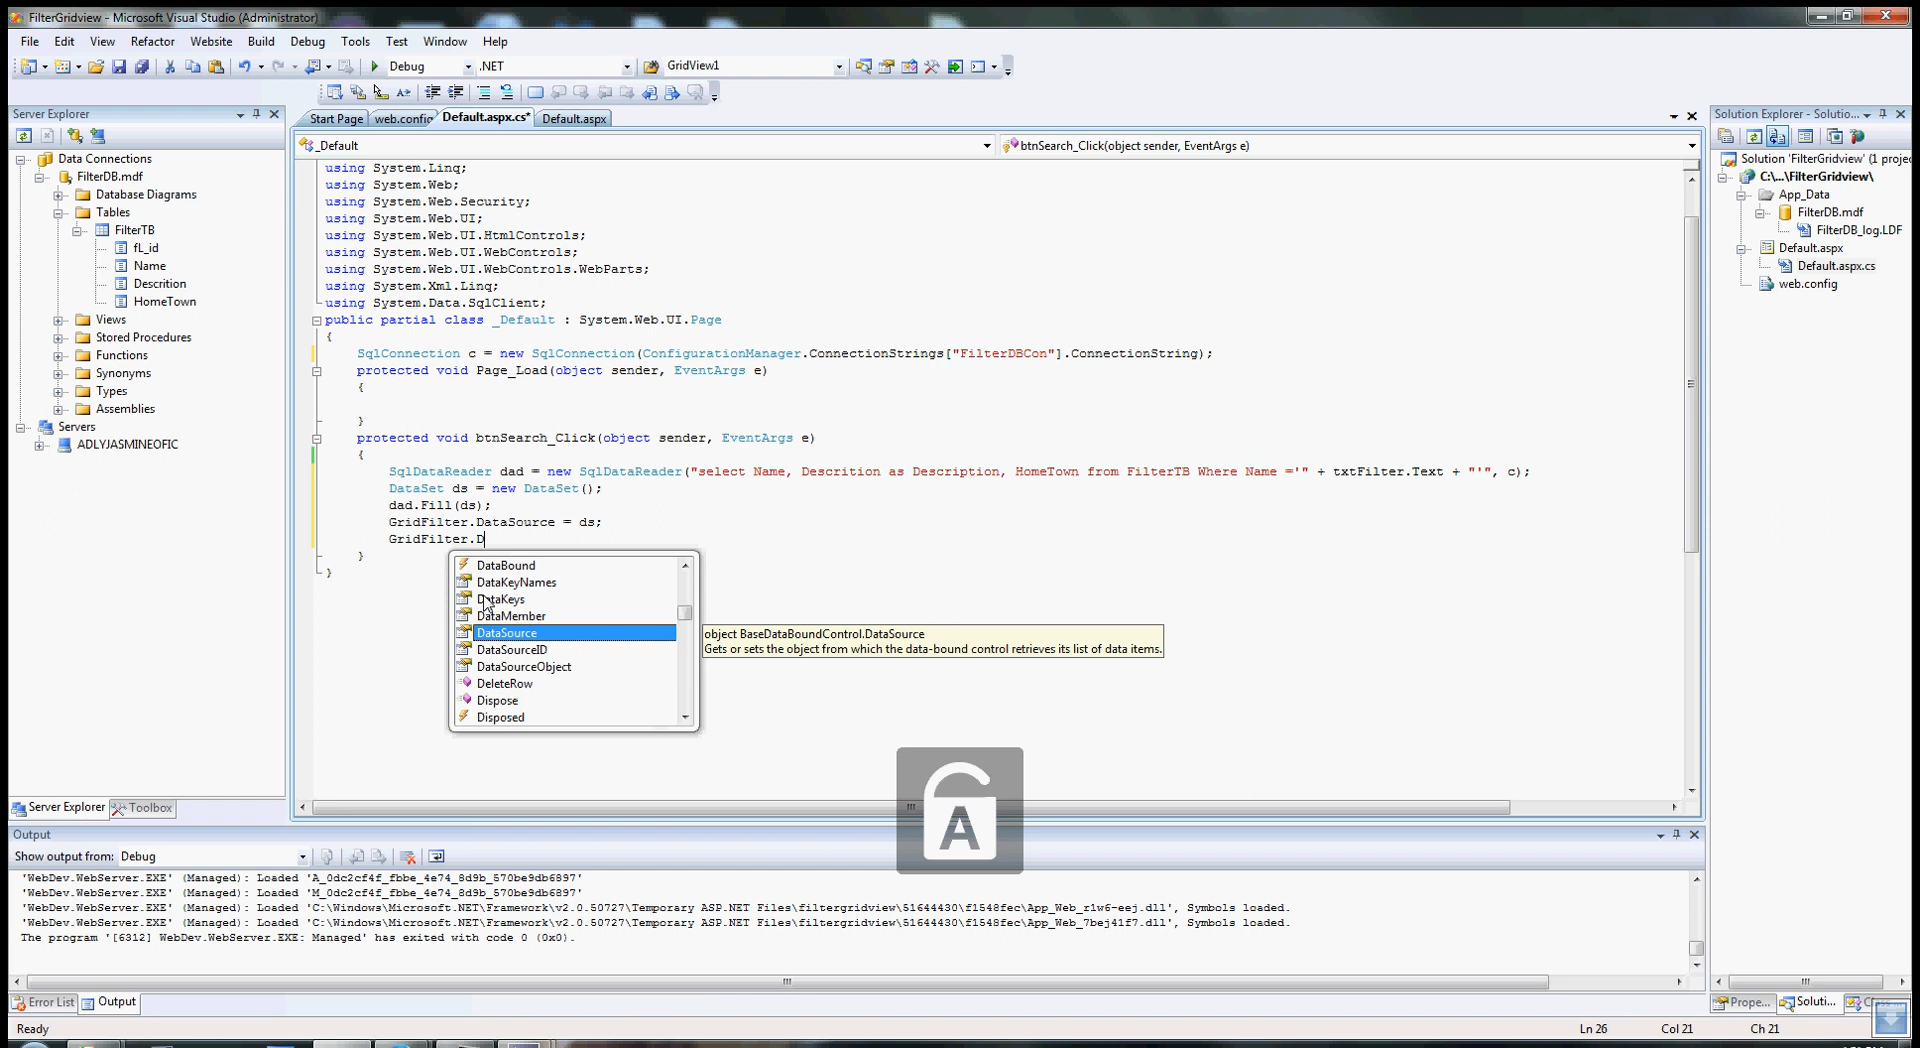 FilterGridview - Microsoft Visual Studio (Administrator)
File Edit View Refactor Website Build Debug Tools Test Window Help
Debug .NET GridView1
Server Explorer
Data Connections
FilterDB.mdf
Database Diagrams
Tables
FilterTB
fL_id
Name
Descrition
HomeTown
Views
Stored Procedures
Functions
Synonyms
Types
Assemblies
Servers
ADLYJASMINEOFIC
Server Explorer Toolbox
Start Page web.config Default.aspx.cs* Default.aspx
_Default btnSearch_Click(object sender, EventArgs e)
using System.Linq;
using System.Web;
using System.Web.Security;
using System.Web.UI;
using System.Web.UI.HtmlControls;
using System.Web.UI.WebControls;
using System.Web.UI.WebControls.WebParts;
using System.Xml.Linq;
using System.Data.SqlClient;
public partial class _Default : System.Web.UI.Page
{
SqlConnection c = new SqlConnection(ConfigurationManager.ConnectionStrings["FilterDBCon"].ConnectionString);
protected void Page_Load(object sender, EventArgs e)
{
}
protected void btnSearch_Click(object sender, EventArgs e)
{
SqlDataReader dad = new SqlDataReader("select Name, Descrition as Description, HomeTown from FilterTB Where Name ='" + txtFilter.Text + "'", c);
DataSet ds = new DataSet();
dad.Fill(ds);
GridFilter.DataSource = ds;
GridFilter.D
}
}
DataBound
DataKeyNames
DataKeys
DataMember
DataSource
DataSourceID
DataSourceObject
DeleteRow
Dispose
Disposed
object BaseDataBoundControl.DataSource
Gets or sets the object from which the data-bound control retrieves its list of data items.
A
Solution Explorer - Solutio...
Solution 'FilterGridview' (1 projec
C:\...\FilterGridview\
App_Data
FilterDB.mdf
FilterDB_log.LDF
Default.aspx
Default.aspx.cs
web.config
Output
Show output from: Debug
'WebDev.WebServer.EXE' (Managed): Loaded 'A_0dc2cf4f_fbbe_4e74_8d9b_570be9db6897'
'WebDev.WebServer.EXE' (Managed): Loaded 'M_0dc2cf4f_fbbe_4e74_8d9b_570be9db6897'
'WebDev.WebServer.EXE' (Managed): Loaded 'C:\Windows\Microsoft.NET\Framework\v2.0.50727\Temporary ASP.NET Files\filtergridview\51644430\f1548fec\App_Web_r1w6-eej.dll', Symbols loaded.
'WebDev.WebServer.EXE' (Managed): Loaded 'C:\Windows\Microsoft.NET\Framework\v2.0.50727\Temporary ASP.NET Files\filtergridview\51644430\f1548fec\App_Web_7bej41f7.dll', Symbols loaded.
The program '[6312] WebDev.WebServer.EXE: Managed' has exited with code 0 (0x0).
Error List Output
Prope... Soluti...
Ready Ln 26 Col 21 Ch 21